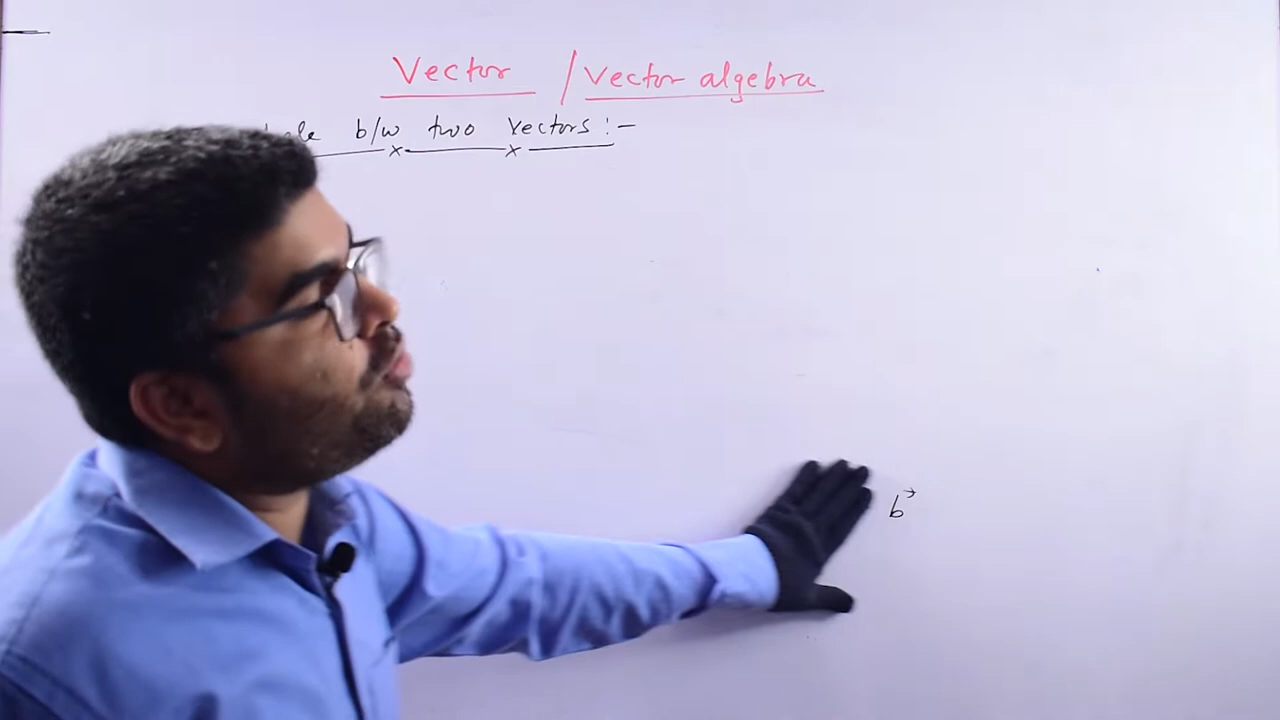 Vector / Vector algebra
b/w two Vectors :-
b→